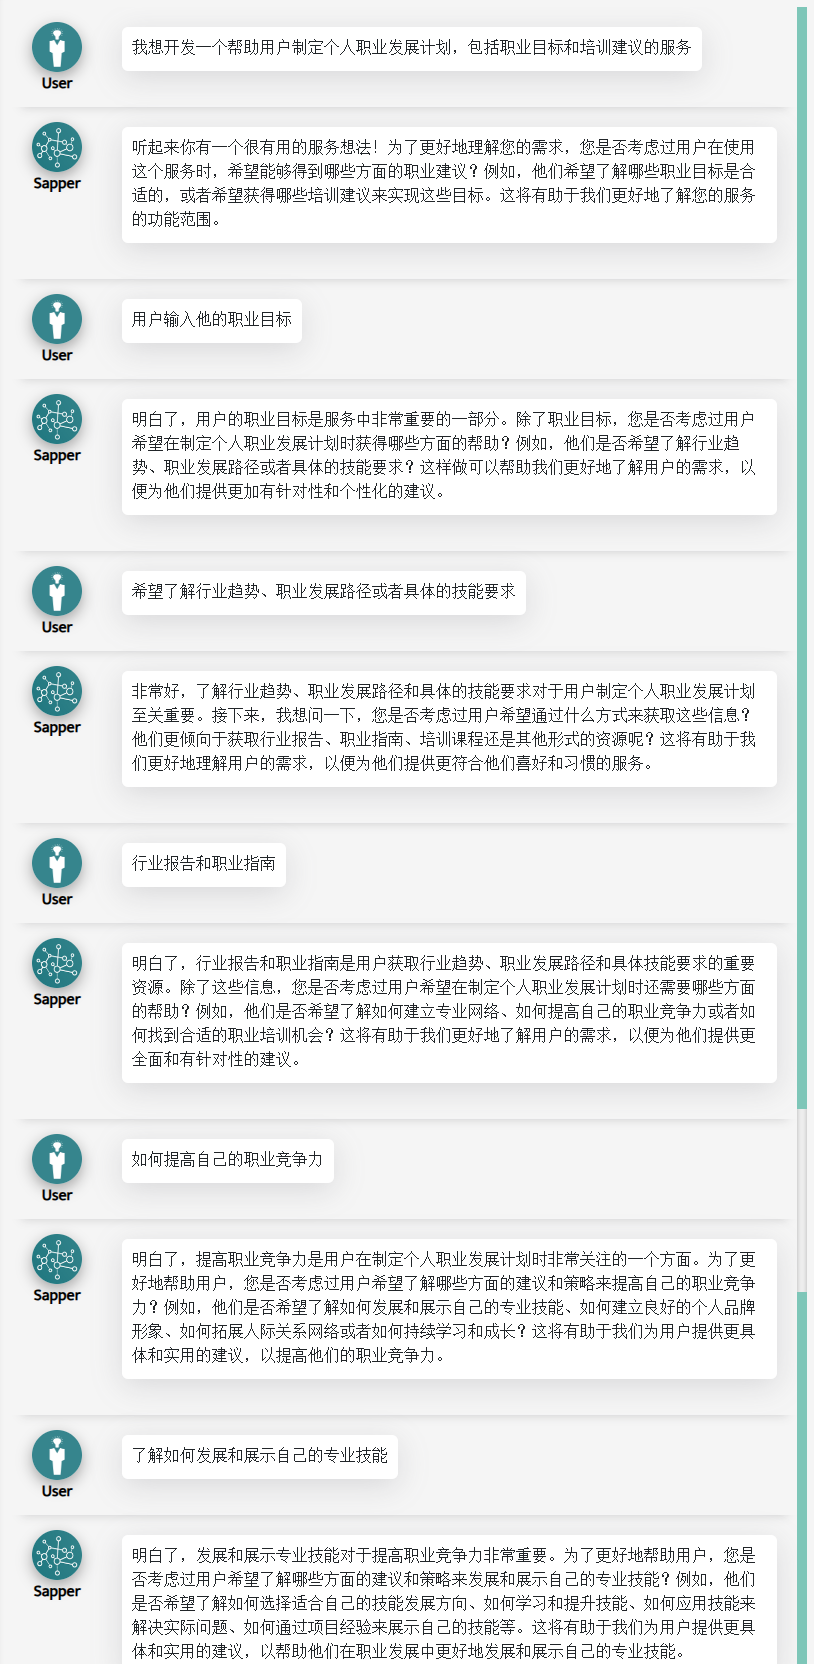 我想开发一个帮助用户制定个人职业发展计划，包括职业目标和培训建议的服务
User
听起来你有一个很有用的服务想法！为了更好地理解您的需求，您是否考虑过用户在使用
这个服务时，希望能够得到哪些方面的职业建议？例如，他们希望了解哪些职业目标是合
适的，或者希望获得哪些培训建议来实现这些目标。这将有助于我们更好地了解您的服务
的功能范围。
Sapper
用户输入他的职业目标
User
明白了，用户的职业目标是服务中非常重要的一部分。除了职业目标，您是否考虑过用户
希望在制定个人职业发展计划时获得哪些方面的帮助？例如，他们是否希望了解行业趋
势、职业发展路径或者具体的技能要求？这样做可以帮助我们更好地了解用户的需求，以
便为他们提供更加有针对性和个性化的建议。
Sapper
希望了解行业趋势、职业发展路径或者具体的技能要求
User
非常好，了解行业趋势、职业发展路径和具体的技能要求对于用户制定个人职业发展计划
至关重要。接下来，我想问一下，您是否考虑过用户希望通过什么方式来获取这些信息？
他们更倾向于获取行业报告、职业指南、培训课程还是其他形式的资源呢？这将有助于我
们更好地理解用户的需求，以便为他们提供更符合他们喜好和习惯的服务。
Sapper
行业报告和职业指南
User
明白了，行业报告和职业指南是用户获取行业趋势、职业发展路径和具体技能要求的重要
资源。除了这些信息，您是否考虑过用户希望在制定个人职业发展计划时还需要哪些方面
的帮助？例如，他们是否希望了解如何建立专业网络、如何提高自己的职业竞争力或者如
何找到合适的职业培训机会？这将有助于我们更好地了解用户的需求，以便为他们提供更
全面和有针对性的建议。
Sapper
如何提高自己的职业竞争力
User
明白了，提高职业竞争力是用户在制定个人职业发展计划时非常关注的一个方面。为了更
好地帮助用户，您是否考虑过用户希望了解哪些方面的建议和策略来提高自己的职业竞争
力？例如，他们是否希望了解如何发展和展示自己的专业技能、如何建立良好的个人品牌
形象、如何拓展人际关系网络或者如何持续学习和成长？这将有助于我们为用户提供更具
体和实用的建议，以提高他们的职业竞争力。
Sapper
了解如何发展和展示自己的专业技能
User
明白了，发展和展示专业技能对于提高职业竞争力非常重要。为了更好地帮助用户，您是
否考虑过用户希望了解哪些方面的建议和策略来发展和展示自己的专业技能？例如，他们
是否希望了解如何选择适合自己的技能发展方向、如何学习和提升技能、如何应用技能来
解决实际问题、如何通过项目经验来展示自己的技能等。这将有助于我们为用户提供更具
体和实用的建议，以帮助他们在职业发展中更好地发展和展示自己的专业技能。
Sapper